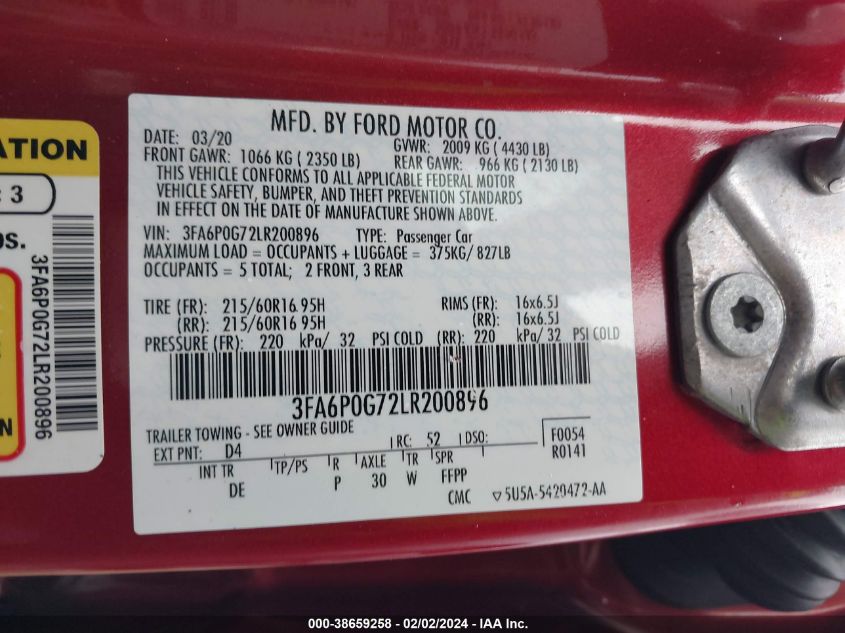 MFD. BY FORD MOTOR CO.
DATE: 03/20 GVWR: 2009 KG ( 4430 LB)
FRONT GAWR: 1066 KG ( 2350 LB) REAR GAWR: 966 KG ( 2130 LB)
THIS VEHICLE CONFORMS TO ALL APPLICABLE FEDERAL MOTOR
VEHICLE SAFETY, BUMPER, AND THEFT PREVENTION STANDARDS
IN EFFECT ON THE DATE OF MANUFACTURE SHOWN ABOVE.
VIN: 3FA6P0G72LR200896 TYPE: Passenger Car
MAXIMUM LOAD = OCCUPANTS + LUGGAGE = 375KG/ 827LB
OCCUPANTS = 5 TOTAL; 2 FRONT, 3 REAR
TIRE (FR): 215/60R16 95H RIMS (FR): 16x6.5J
(RR): 215/60R16 95H (RR): 16x6.5J
PRESSURE (FR): 220 kPa/ 32 PSI COLD (RR): 220 kPa/ 32 PSI COLD
3FA6P0G72LR200896
TRAILER TOWING - SEE OWNER GUIDE
EXT PNT: D4 RC: 52 DSO: F0054
R0141
INT TR TP/PS R AXLE TR SPR
DE P 30 W FFPP
CMC ▽5U5A-5420472-AA
ATION
: 3
os.
3FA6P0G72LR200896
N
000-38659258 - 02/02/2024 - IAA Inc.